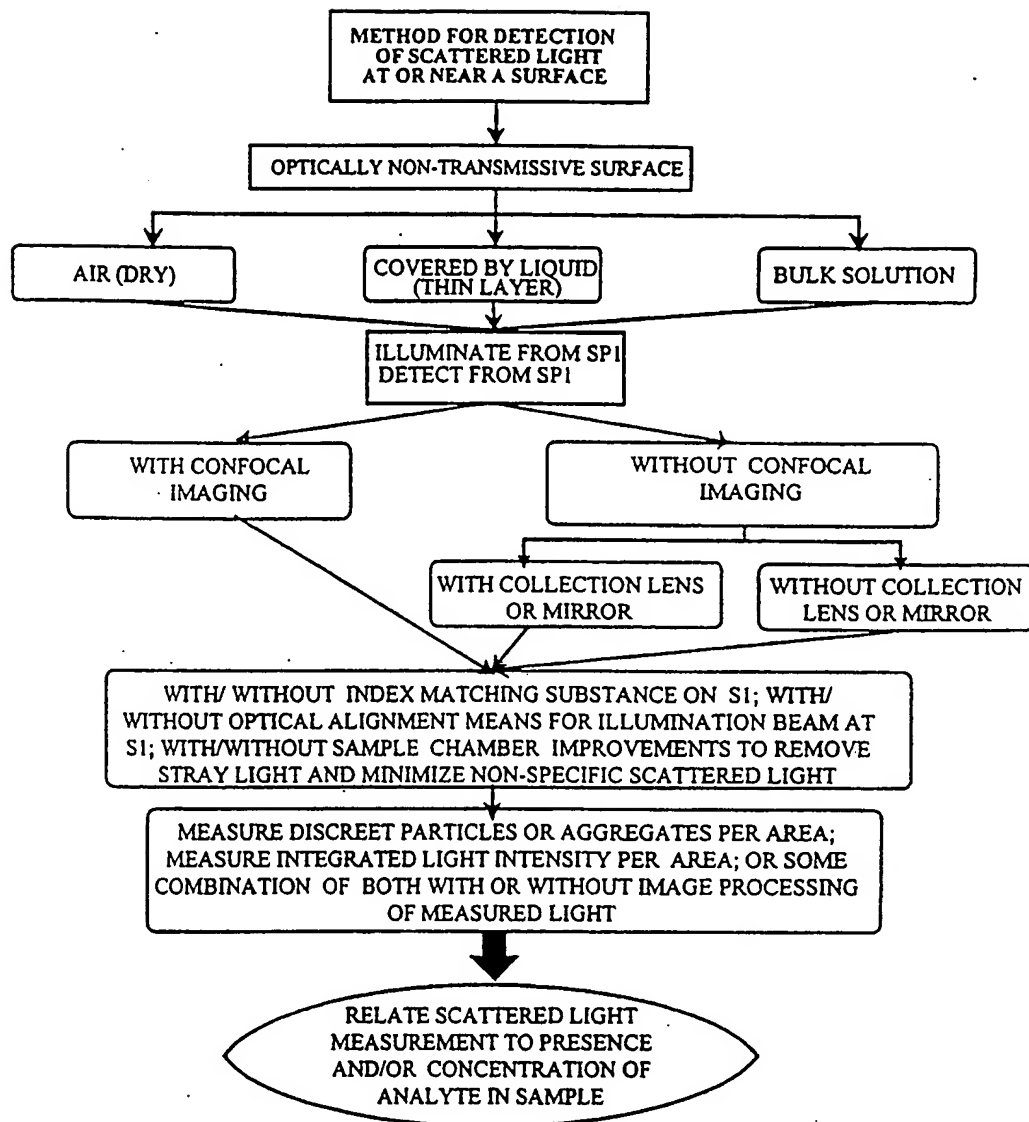 METHOD FOR DETECTION
OF SCATTERED LIGHT
AT OR NEAR A SURFACE
OPTICALLY NON-TRANSMISSIVE SURFACE
AIR (DRY)
COVERED BY LIQUID
(THIN LAYER)
BULK SOLUTION
ILLUMINATE FROM SP1
DETECT FROM SP1
WITH CONFOCAL
IMAGING
WITHOUT CONFOCAL
IMAGING
WITH COLLECTION LENS
OR MIRROR
WITHOUT COLLECTION
LENS OR MIRROR
WITH/ WITHOUT INDEX MATCHING SUBSTANCE ON S1; WITH/
WITHOUT OPTICAL ALIGNMENT MEANS FOR ILLUMINATION BEAM AT
S1; WITH/WITHOUT SAMPLE CHAMBER IMPROVEMENTS TO REMOVE
STRAY LIGHT AND MINIMIZE NON-SPECIFIC SCATTERED LIGHT
MEASURE DISCREET PARTICLES OR AGGREGATES PER AREA;
MEASURE INTEGRATED LIGHT INTENSITY PER AREA; OR SOME
COMBINATION OF BOTH WITH OR WITHOUT IMAGE PROCESSING
OF MEASURED LIGHT
RELATE SCATTERED LIGHT
MEASUREMENT TO PRESENCE
AND/OR CONCENTRATION OF
ANALYTE IN SAMPLE